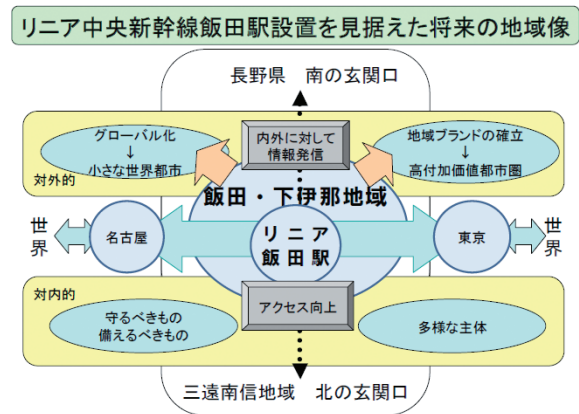 リニア中央新幹線飯田駅設置を見据えた将来の地域像
長野県 南の玄関口
グローバル化
↓
小さな世界都市
内外に対して
情報発信
地域ブランドの確立
↓
高付加価値都市圏
対外的
飯田・下伊那地域
世界
名古屋
リニア
飯田駅
東京
世界
対内的
アクセス向上
守るべきもの
備えるべきもの
多様な主体
三遠南信地域 北の玄関口